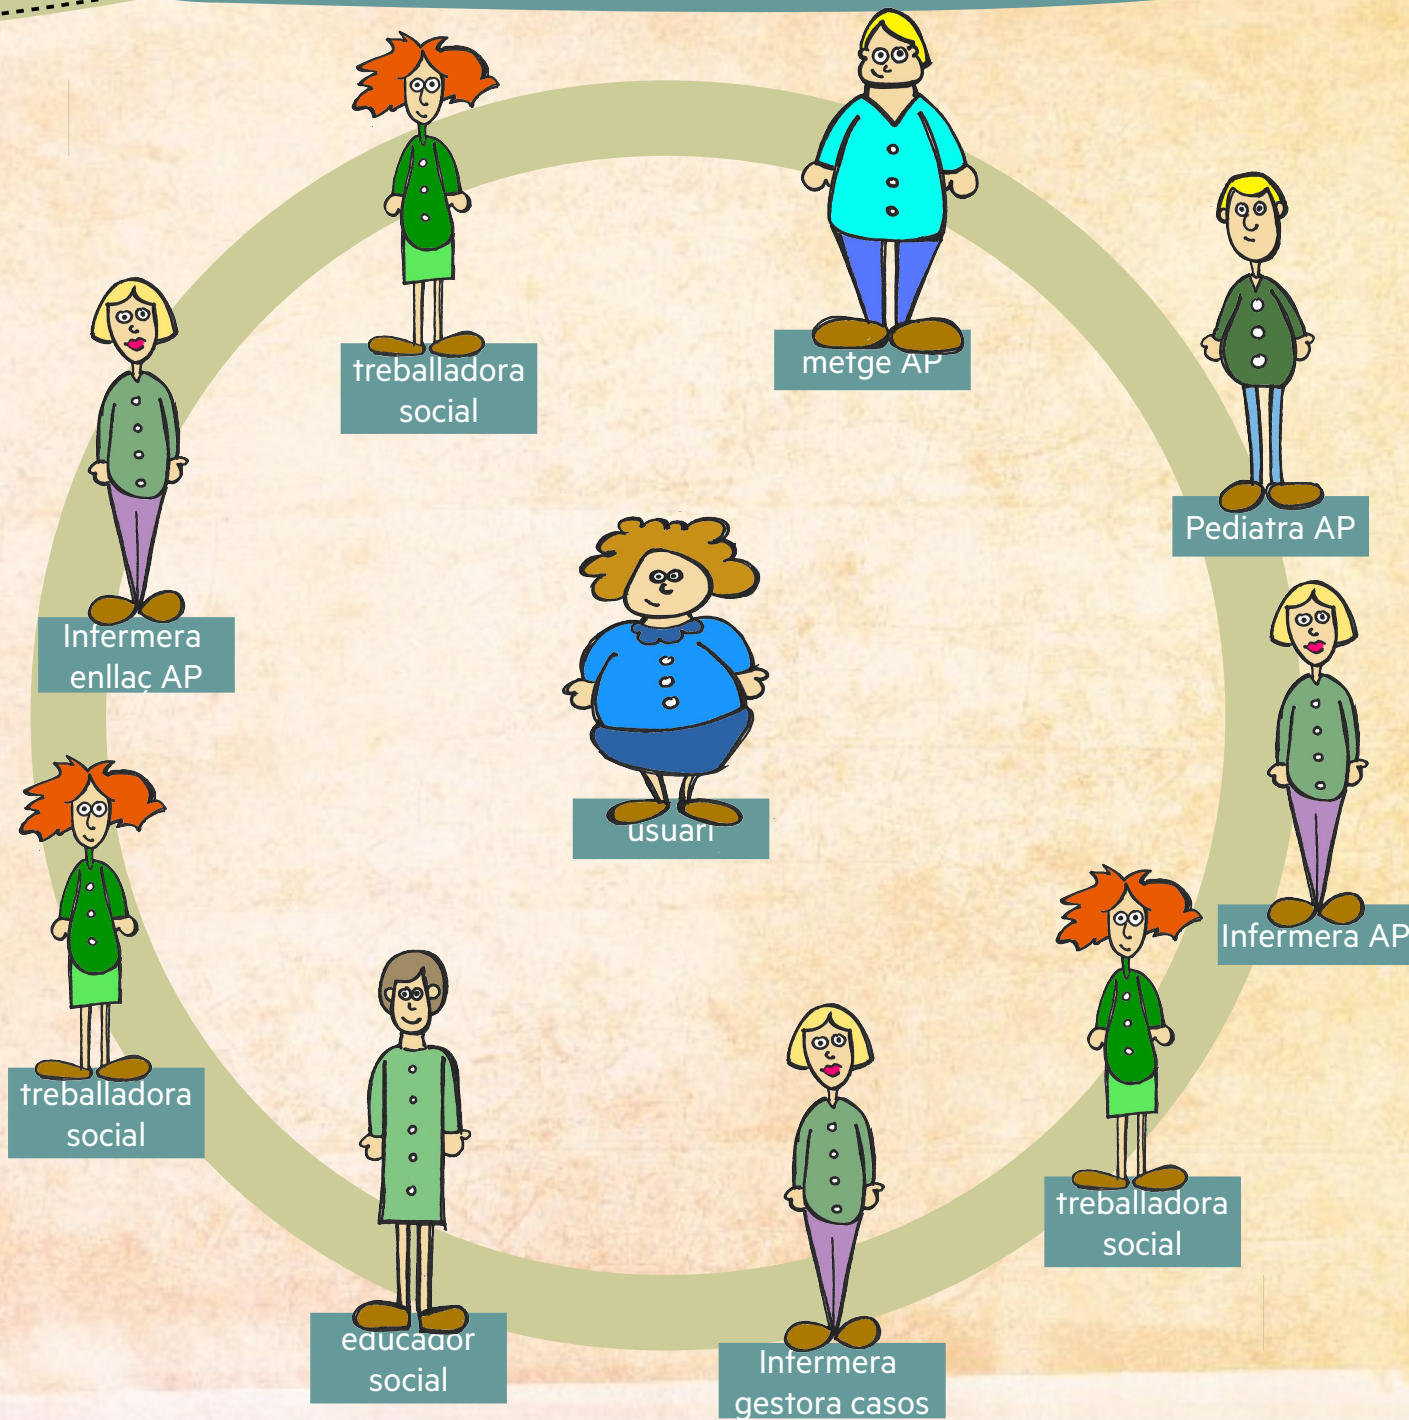 treballadora
social
metge AP
Pediatra AP
Infermera
enllaç AP
usuari
Infermera AP
treballadora
social
treballadora
social
educador
social
Infermera
gestora casos